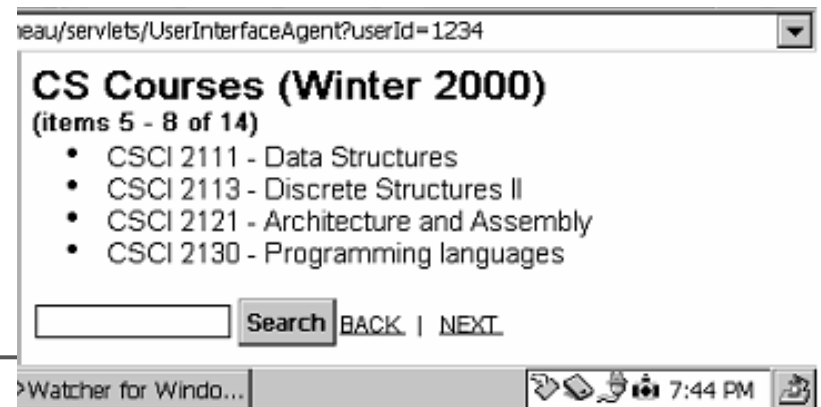 eau/servlets/UserInterfaceAgent?userId=1234
CS Courses (Winter 2000)
(items 5 - 8 of 14)
• CSCI 2111 - Data Structures
• CSCI 2113 - Discrete Structures II
• CSCI 2121 - Architecture and Assembly
• CSCI 2130 - Programming languages
Search BACK | NEXT
Watcher for Windo... 7:44 PM